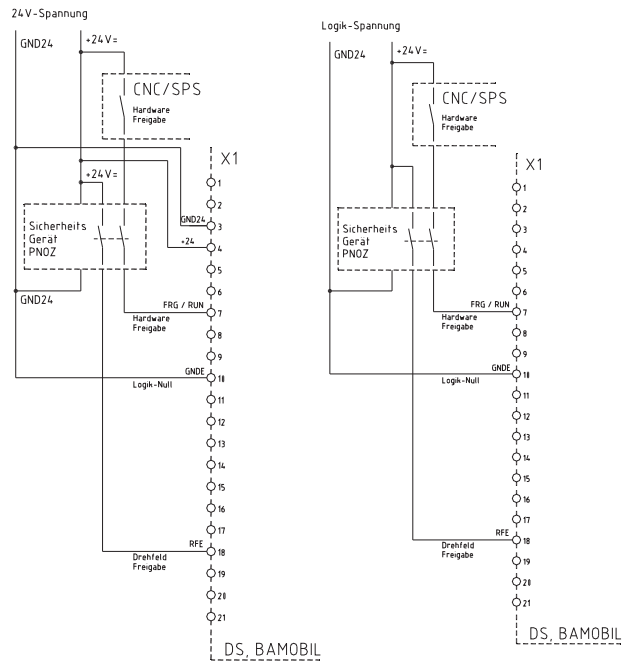 24V-Spannung
GND24
+24V=
CNC/SPS
Hardware
Freigabe
X1
1
+24V=
2
GND24
3
Sicherheits
Gerät
PNOZ
+24
4
5
6
GND24
FRG / RUN
7
Hardware
Freigabe
8
9
GNDE
10
Logik-Null
11
12
13
14
15
16
17
RFE
18
Drehfeld
Freigabe
19
20
21
DS, BAMOBIL
Logik-Spannung
GND24
+24V=
CNC/SPS
Hardware
Freigabe
X1
1
2
3
Sicherheits
Gerät
PNOZ
4
5
6
FRG / RUN
7
Hardware
Freigabe
8
9
GNDE
10
Logik-Null
11
12
13
14
15
16
17
RFE
18
Drehfeld
Freigabe
19
20
21
DS, BAMOBIL